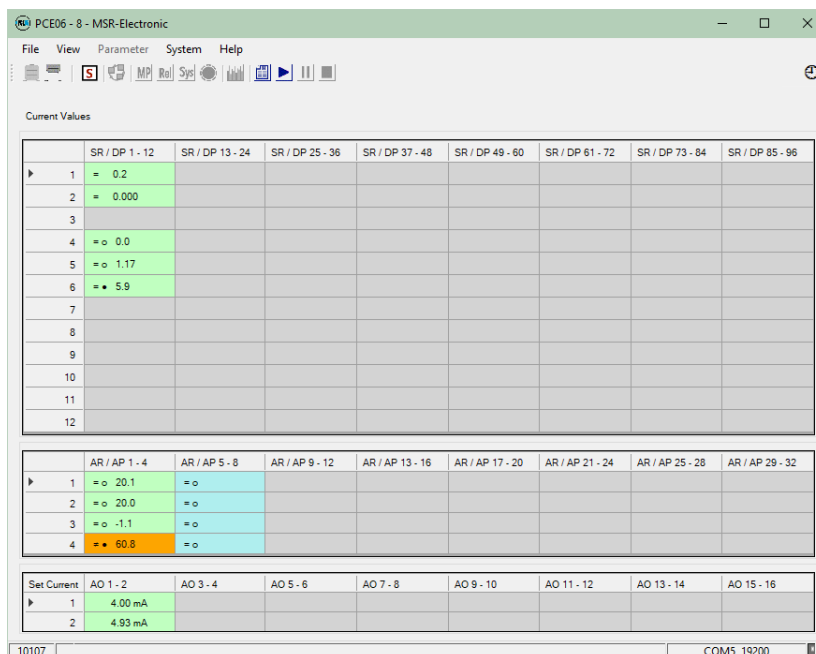 PCE06 - 8 - MSR-Electronic
File View Parameter System Help
S MP Rel Sys
Current Values
SR / DP 1 - 12 SR / DP 13 - 24 SR / DP 25 - 36 SR / DP 37 - 48 SR / DP 49 - 60 SR / DP 61 - 72 SR / DP 73 - 84 SR / DP 85 - 96
1 = 0.2
2 = 0.000
3
4 = o 0.0
5 = o 1.17
6 = • 5.9
7
8
9
10
11
12
AR / AP 1 - 4 AR / AP 5 - 8 AR / AP 9 - 12 AR / AP 13 - 16 AR / AP 17 - 20 AR / AP 21 - 24 AR / AP 25 - 28 AR / AP 29 - 32
1 = o 20.1 = o
2 = o 20.0 = o
3 = o -1.1 = o
4 = • 60.8 = o
Set Current AO 1 - 2 AO 3 - 4 AO 5 - 6 AO 7 - 8 AO 9 - 10 AO 11 - 12 AO 13 - 14 AO 15 - 16
1 4.00 mA
2 4.93 mA
10107 COM5 19200